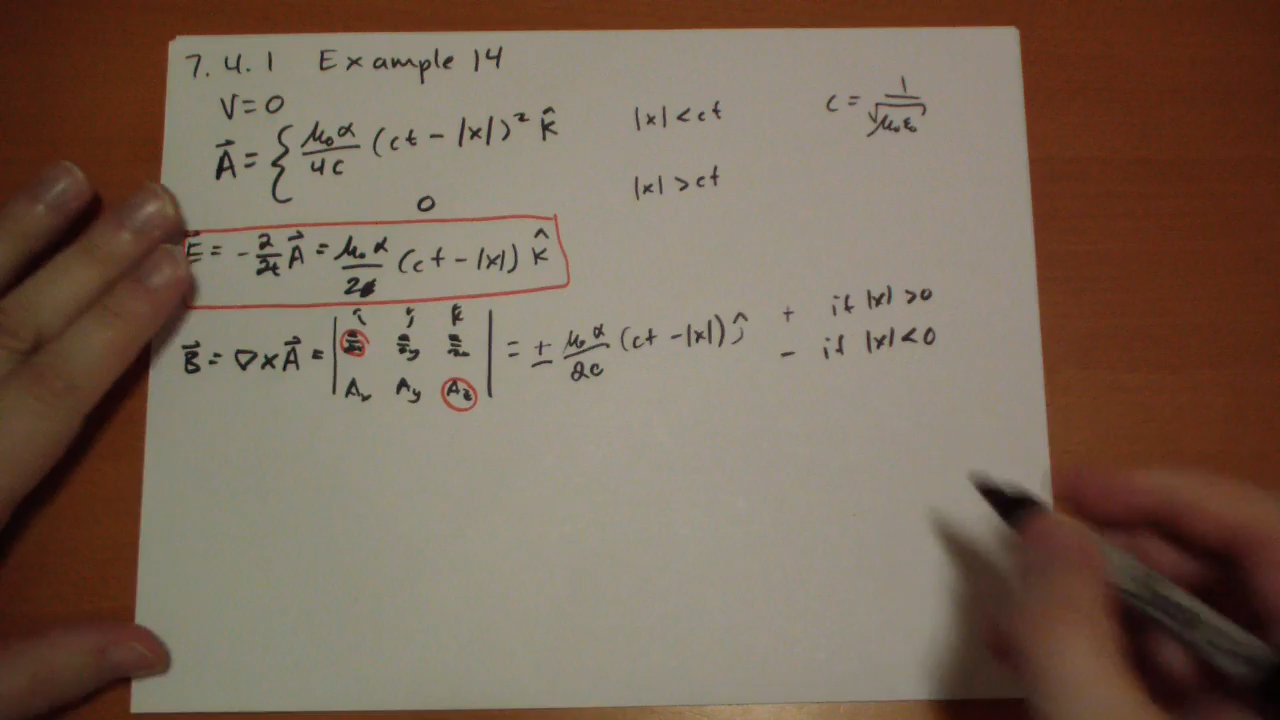 7.4.1 Example 14
V=0 c = 1/√μ₀ε₀
A⃗ = { μ₀α/4c (ct - |x|)² k̂ |x| < ct
0 |x| > ct
E⃗ = - ∂/∂t A⃗ = μ₀α/2 (ct - |x|) k̂
B⃗ = ∇ x A⃗ = | î ĵ k̂ = ± μ₀α/2c (ct - |x|) ĵ + if |x| > 0
∂/∂x ∂/∂y ∂/∂z - if |x| < 0
Aₓ A_y A_z |